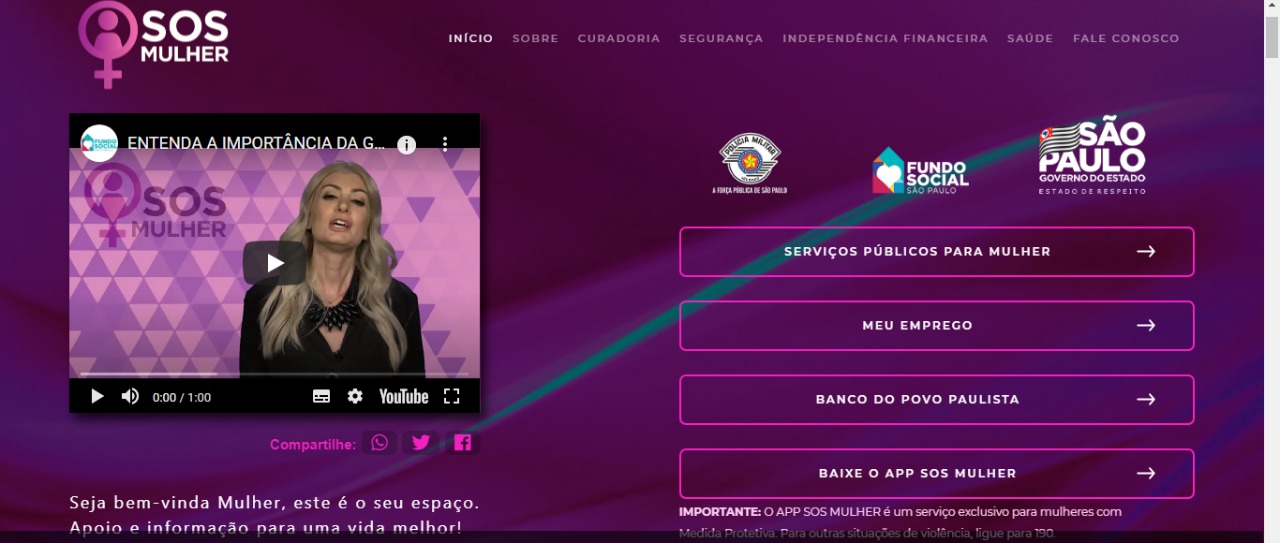 SOS
MULHER
INÍCIO SOBRE CURADORIA SEGURANÇA INDEPENDÊNCIA FINANCEIRA SAÚDE FALE CONOSCO
FUNDO
SOCIAL
ENTENDA A IMPORTÂNCIA DA G...
SOS
MULHER
0:00 / 1:00
YouTube
Compartilhe:
Seja bem-vinda Mulher, este é o seu espaço.
Apoio e informação para uma vida melhor!
POLÍCIA MILITAR
A FORÇA PÚBLICA DE SÃO PAULO
FUNDO
SOCIAL
SÃO PAULO
SÃO
PAULO
GOVERNO DO ESTADO
ESTADO DE RESPEITO
SERVIÇOS PÚBLICOS PARA MULHER
MEU EMPREGO
BANCO DO POVO PAULISTA
BAIXE O APP SOS MULHER
IMPORTANTE: O APP SOS MULHER é um serviço exclusivo para mulheres com
Medida Protetiva. Para outras situações de violência, ligue para 190.